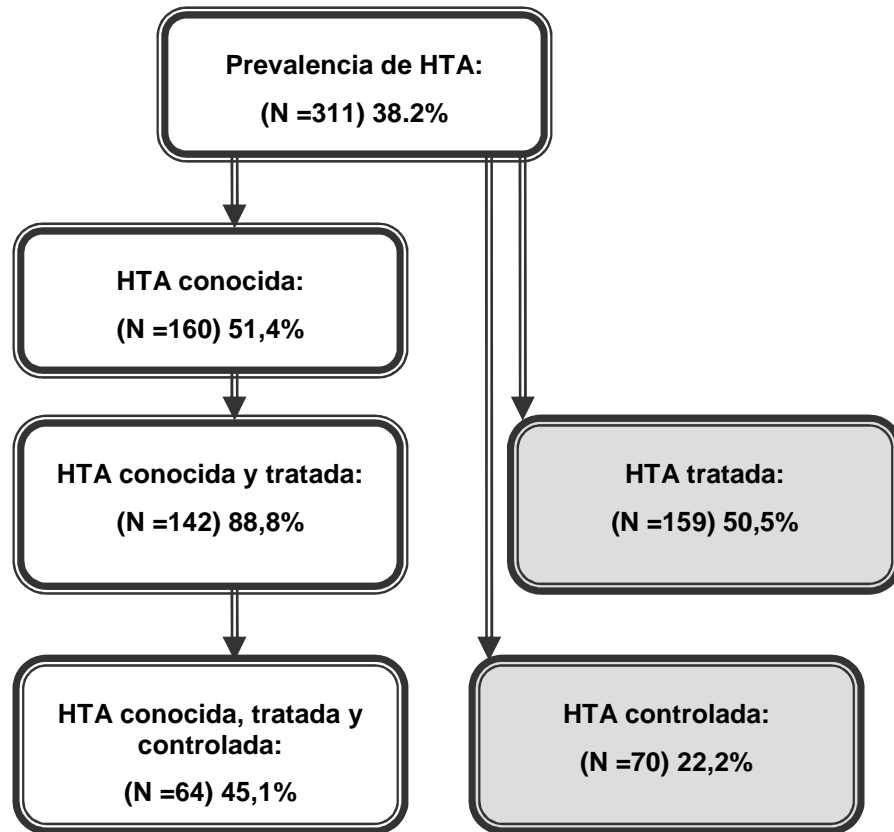 Prevalencia de HTA:
(N =311) 38.2%
HTA conocida:
(N =160) 51,4%
HTA conocida y tratada:
(N =142) 88,8%
HTA tratada:
(N =159) 50,5%
HTA conocida, tratada y
controlada:
(N =64) 45,1%
HTA controlada:
(N =70) 22,2%